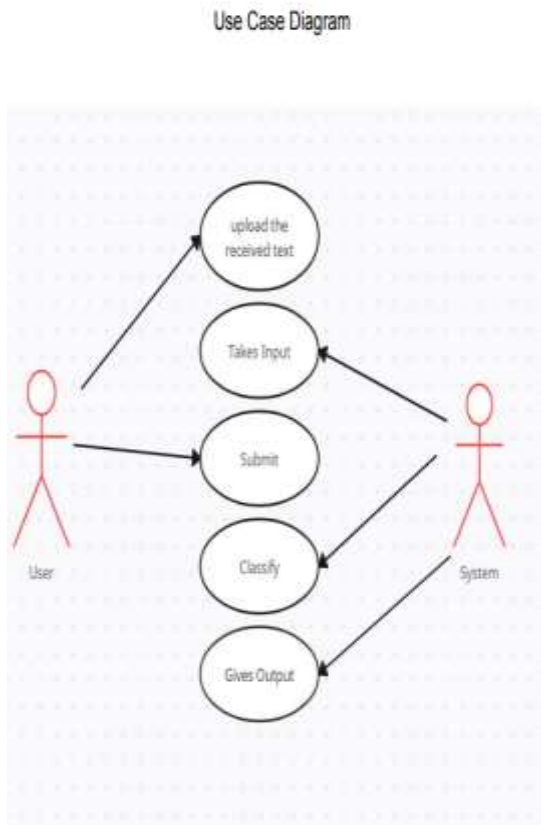 Use Case Diagram
upload the
received text
Takes Input
Submit
Classify
User
System
Gives Output